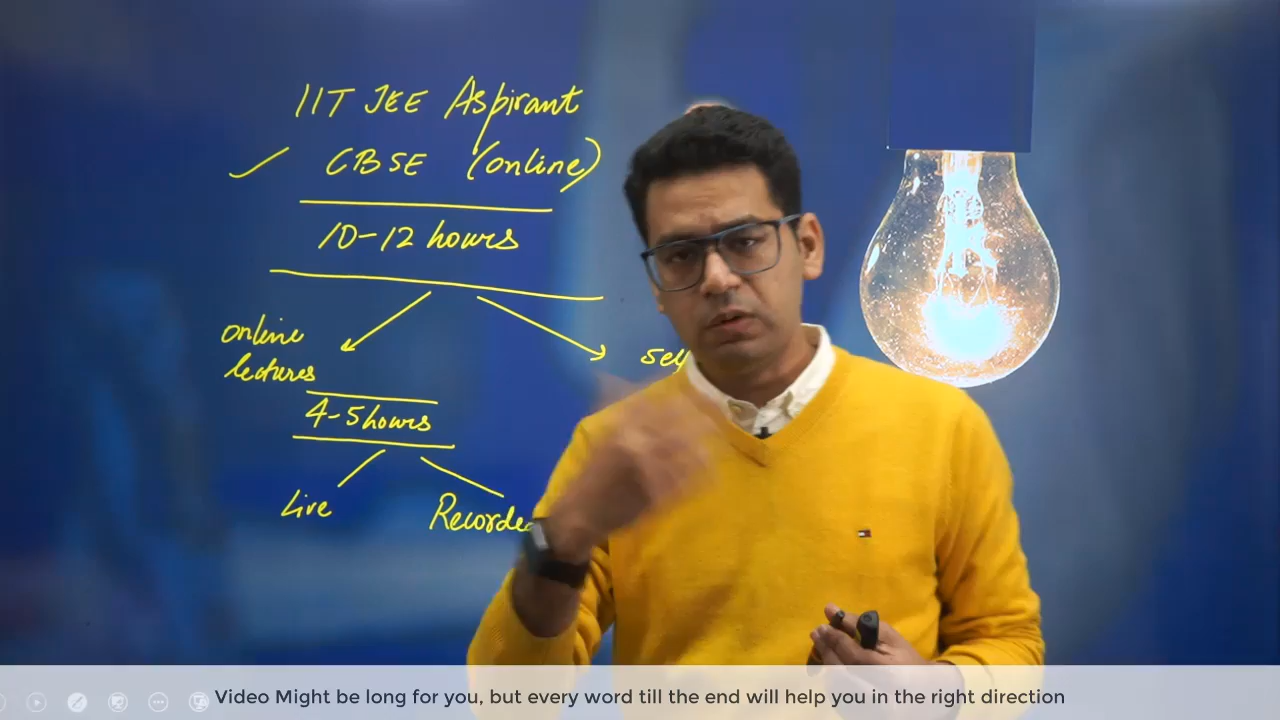 IIT JEE Aspirant
CBSE (online)
10-12 hours
online
lectures
4-5 hours
Live
Recorded
Video Might be long for you, but every word till the end will help you in the right direction